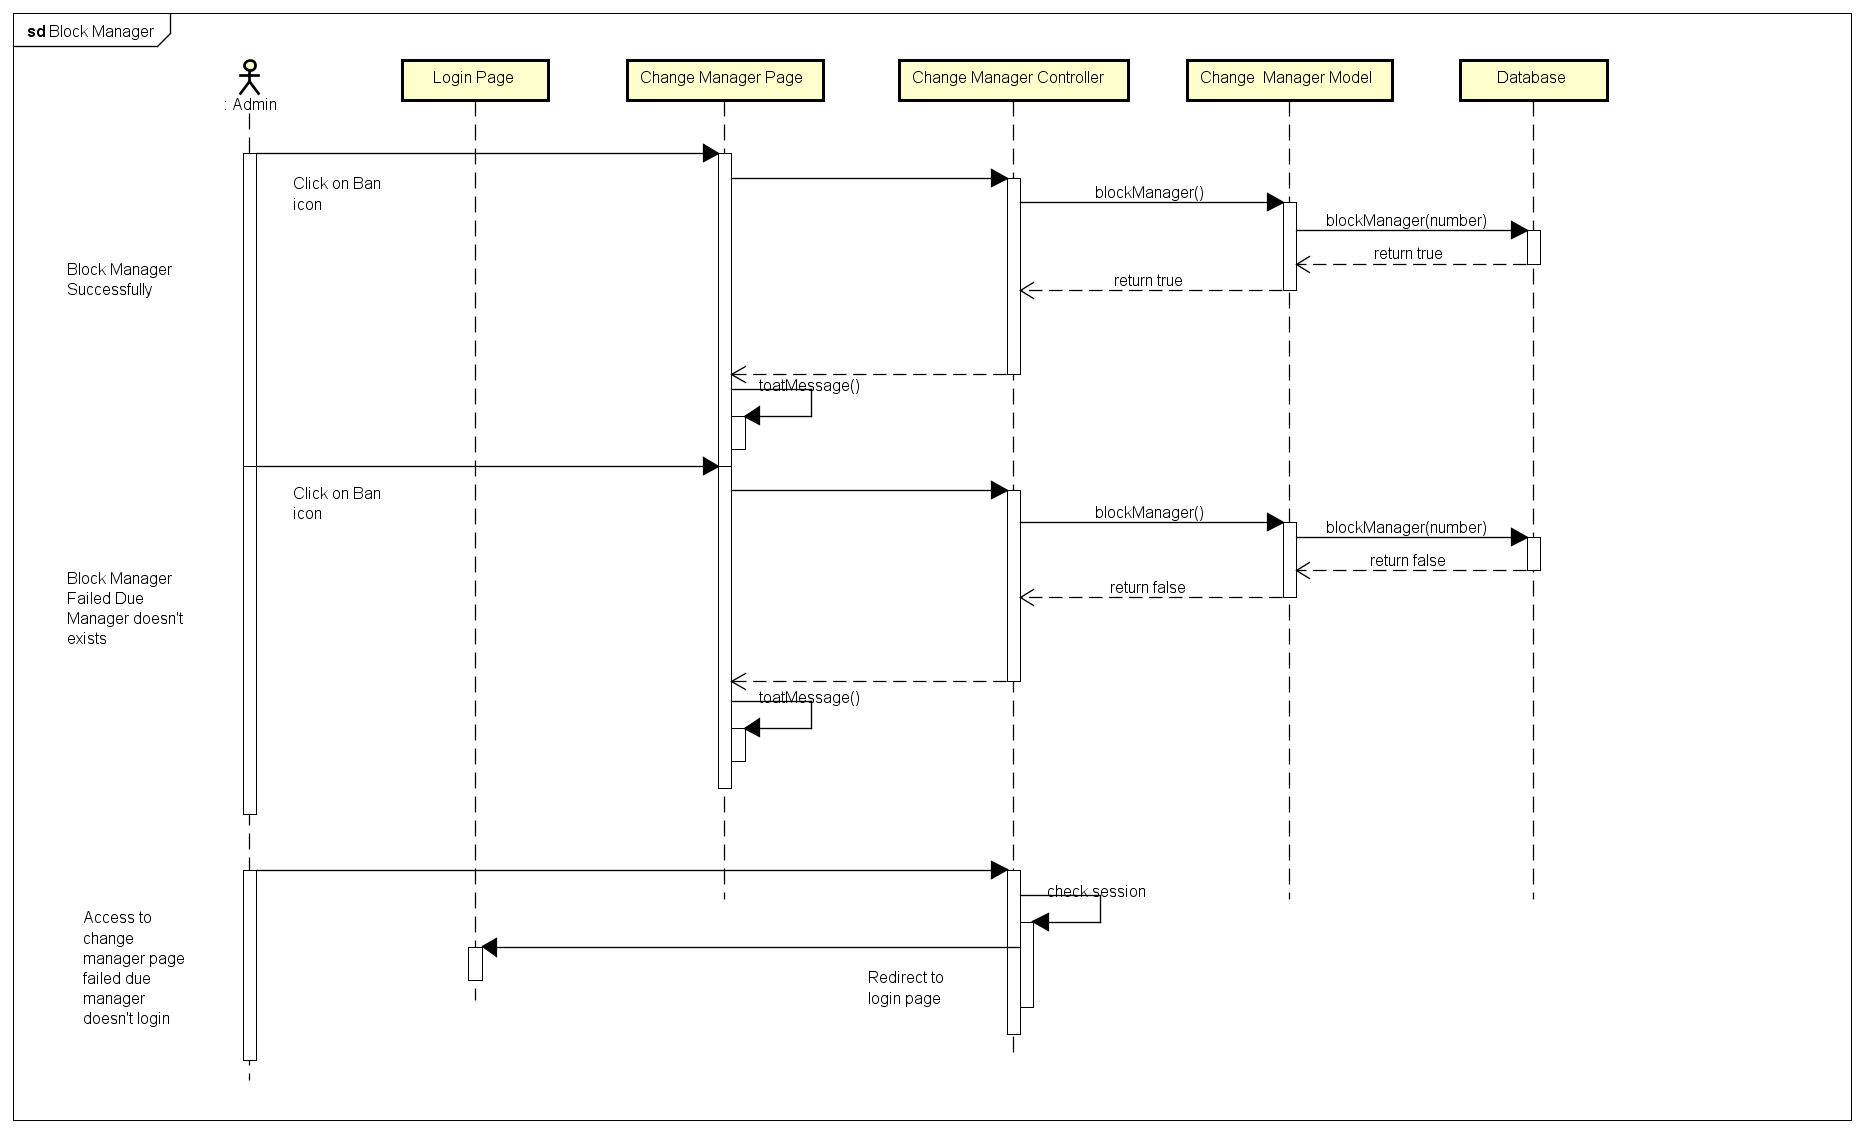 sd Block Manager
: Admin
Login Page
Change Manager Page
Change Manager Controller
Change  Manager Model
Database
Click on Ban
icon
blockManager()
blockManager(number)
return true
return true
Block Manager
Successfully
toatMessage()
Click on Ban
icon
blockManager()
blockManager(number)
return false
return false
Block Manager
Failed Due
Manager doesn't
exists
toatMessage()
check session
Access to
change
manager page
failed due
manager
doesn't login
Redirect to
login page